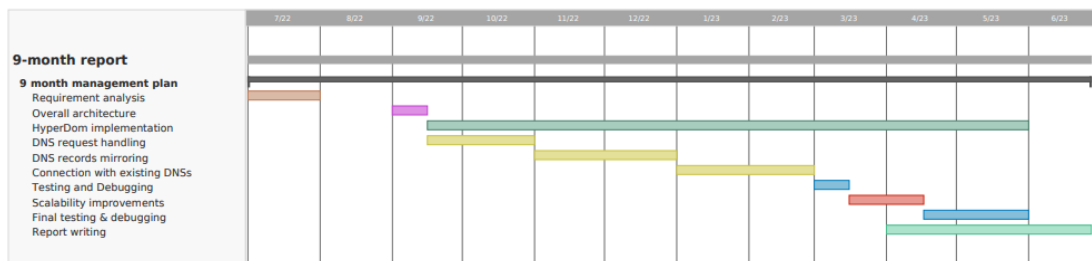 7/22 8/22 9/22 10/22 11/22 12/22 1/23 2/23 3/23 4/23 5/23 6/23
9-month report
9 month management plan
Requirement analysis
Overall architecture
HyperDom implementation
DNS request handling
DNS records mirroring
Connection with existing DNSs
Testing and Debugging
Scalability improvements
Final testing & debugging
Report writing